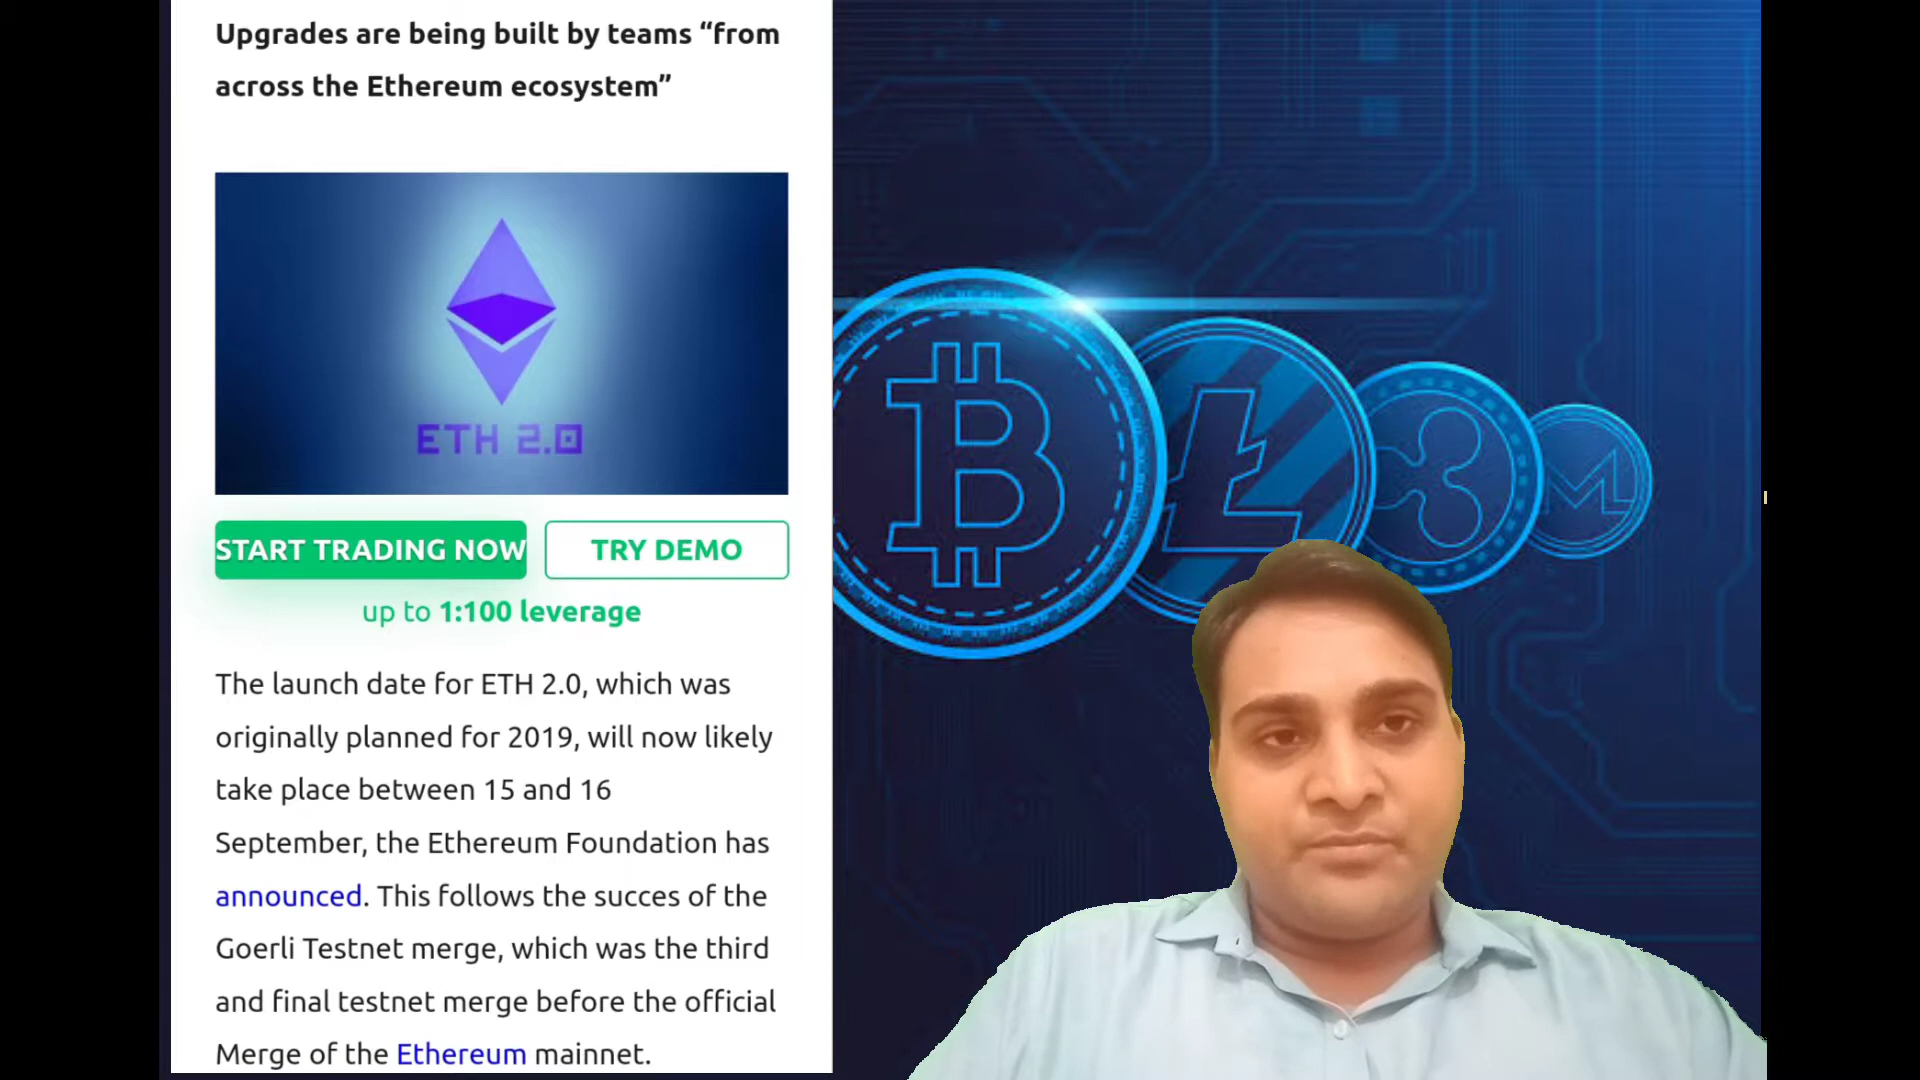 Upgrades are being built by teams “from
across the Ethereum ecosystem”
ETH 2.0
START TRADING NOW
TRY DEMO
up to 1:100 leverage
The launch date for ETH 2.0, which was
originally planned for 2019, will now likely
take place between 15 and 16
September, the Ethereum Foundation has
announced. This follows the succes of the
Goerli Testnet merge, which was the third
and final testnet merge before the official
Merge of the Ethereum mainnet.